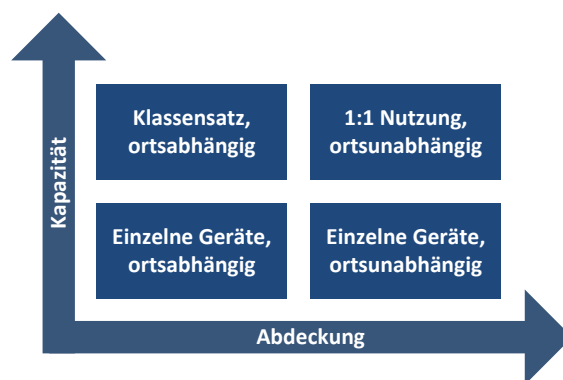 Kapazität
Klassensatz,
ortsabhängig
1:1 Nutzung,
ortsunabhängig
Einzelne Geräte,
ortsabhängig
Einzelne Geräte,
ortsunabhängig
Abdeckung